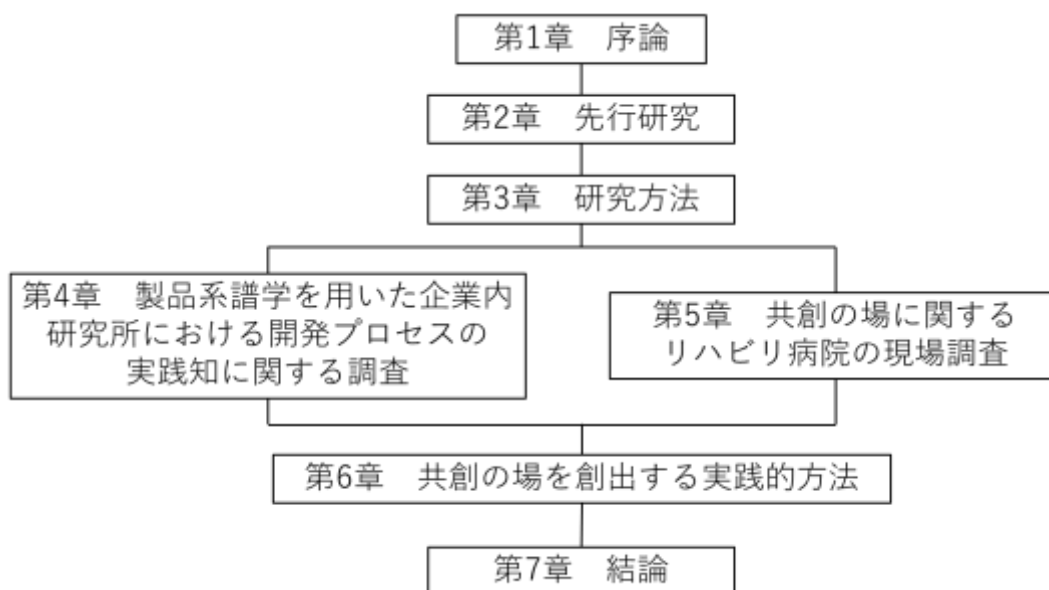 第1章　序論
第2章　先行研究
第3章　研究方法
第4章　製品系譜学を用いた企業内
研究所における開発プロセスの
実践知に関する調査
第5章　共創の場に関する
リハビリ病院の現場調査
第6章　共創の場を創出する実践的方法
第7章　結論